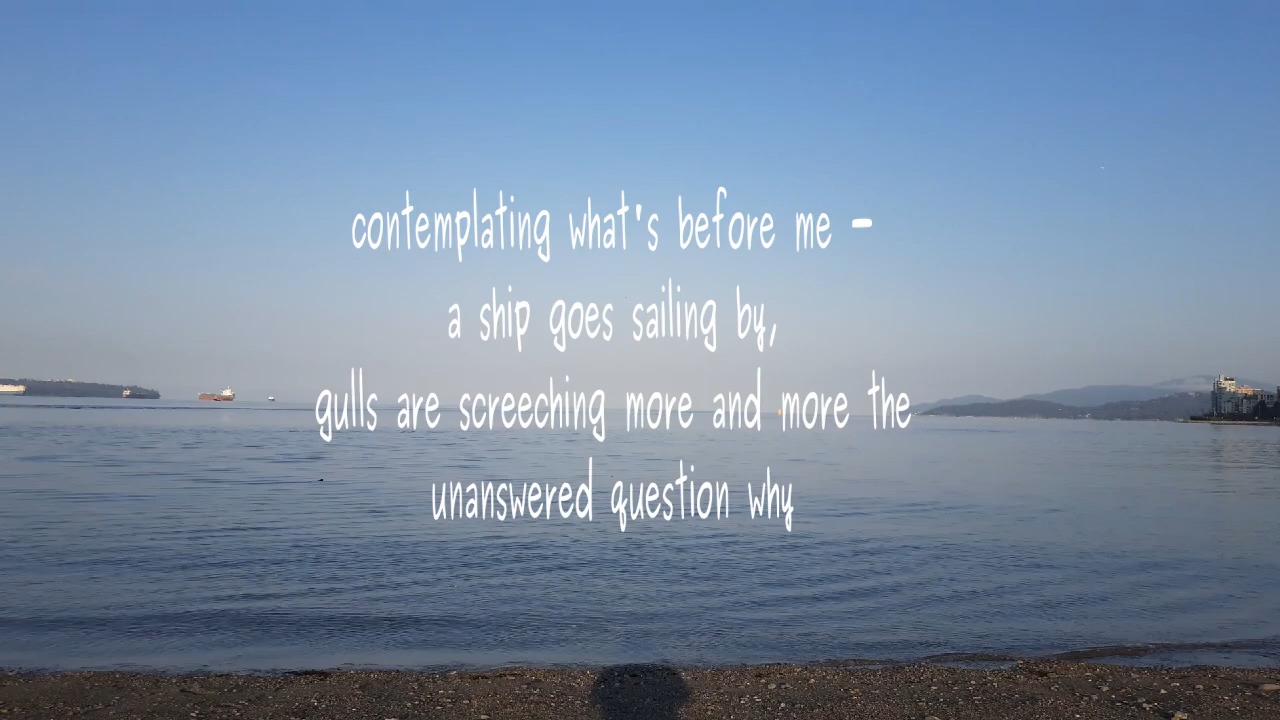 contemplating what's before me -
a ship goes sailing by,
gulls are screeching more and more the
unanswered question why